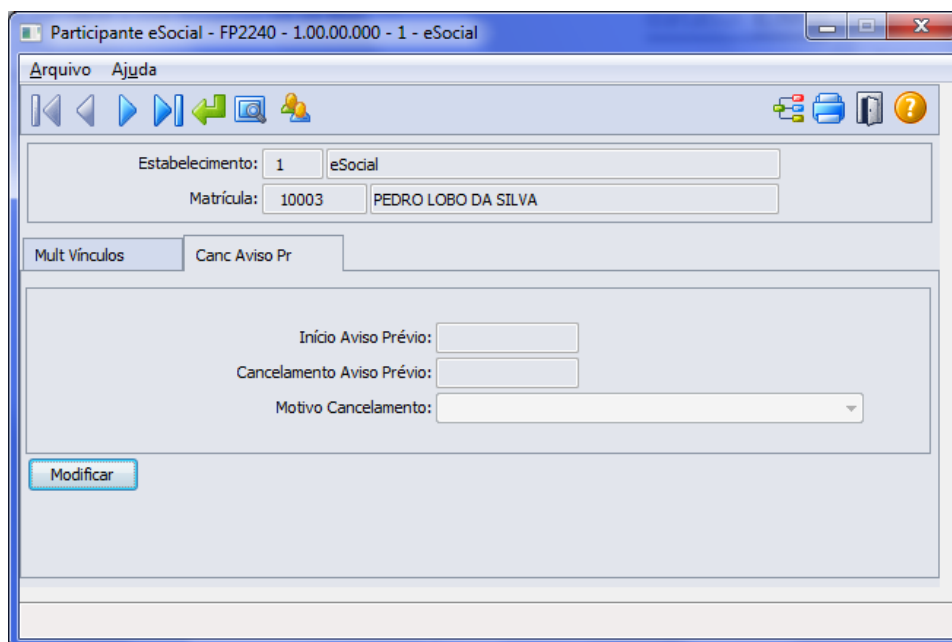 Participante eSocial - FP2240 - 1.00.00.000 - 1 - eSocial
Arquivo Ajuda
?
Estabelecimento: 1 eSocial
Matrícula: 10003 PEDRO LOBO DA SILVA
Mult Vínculos Canc Aviso Pr
Início Aviso Prévio:
Cancelamento Aviso Prévio:
Motivo Cancelamento:
Modificar